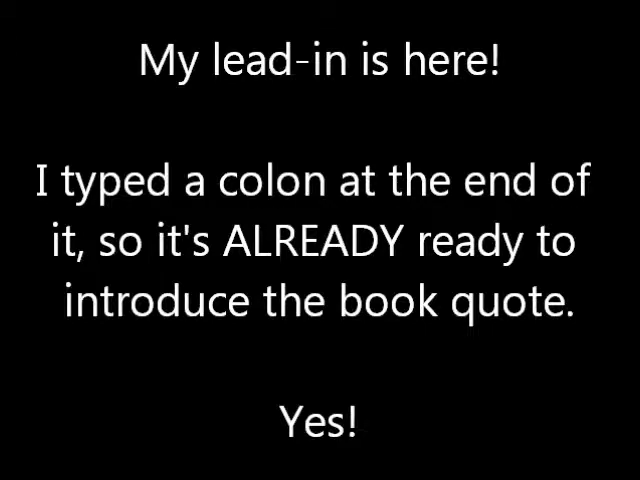 My lead-in is here!
I typed a colon at the end of
it, so it's ALREADY ready to
introduce the book quote.
Yes!